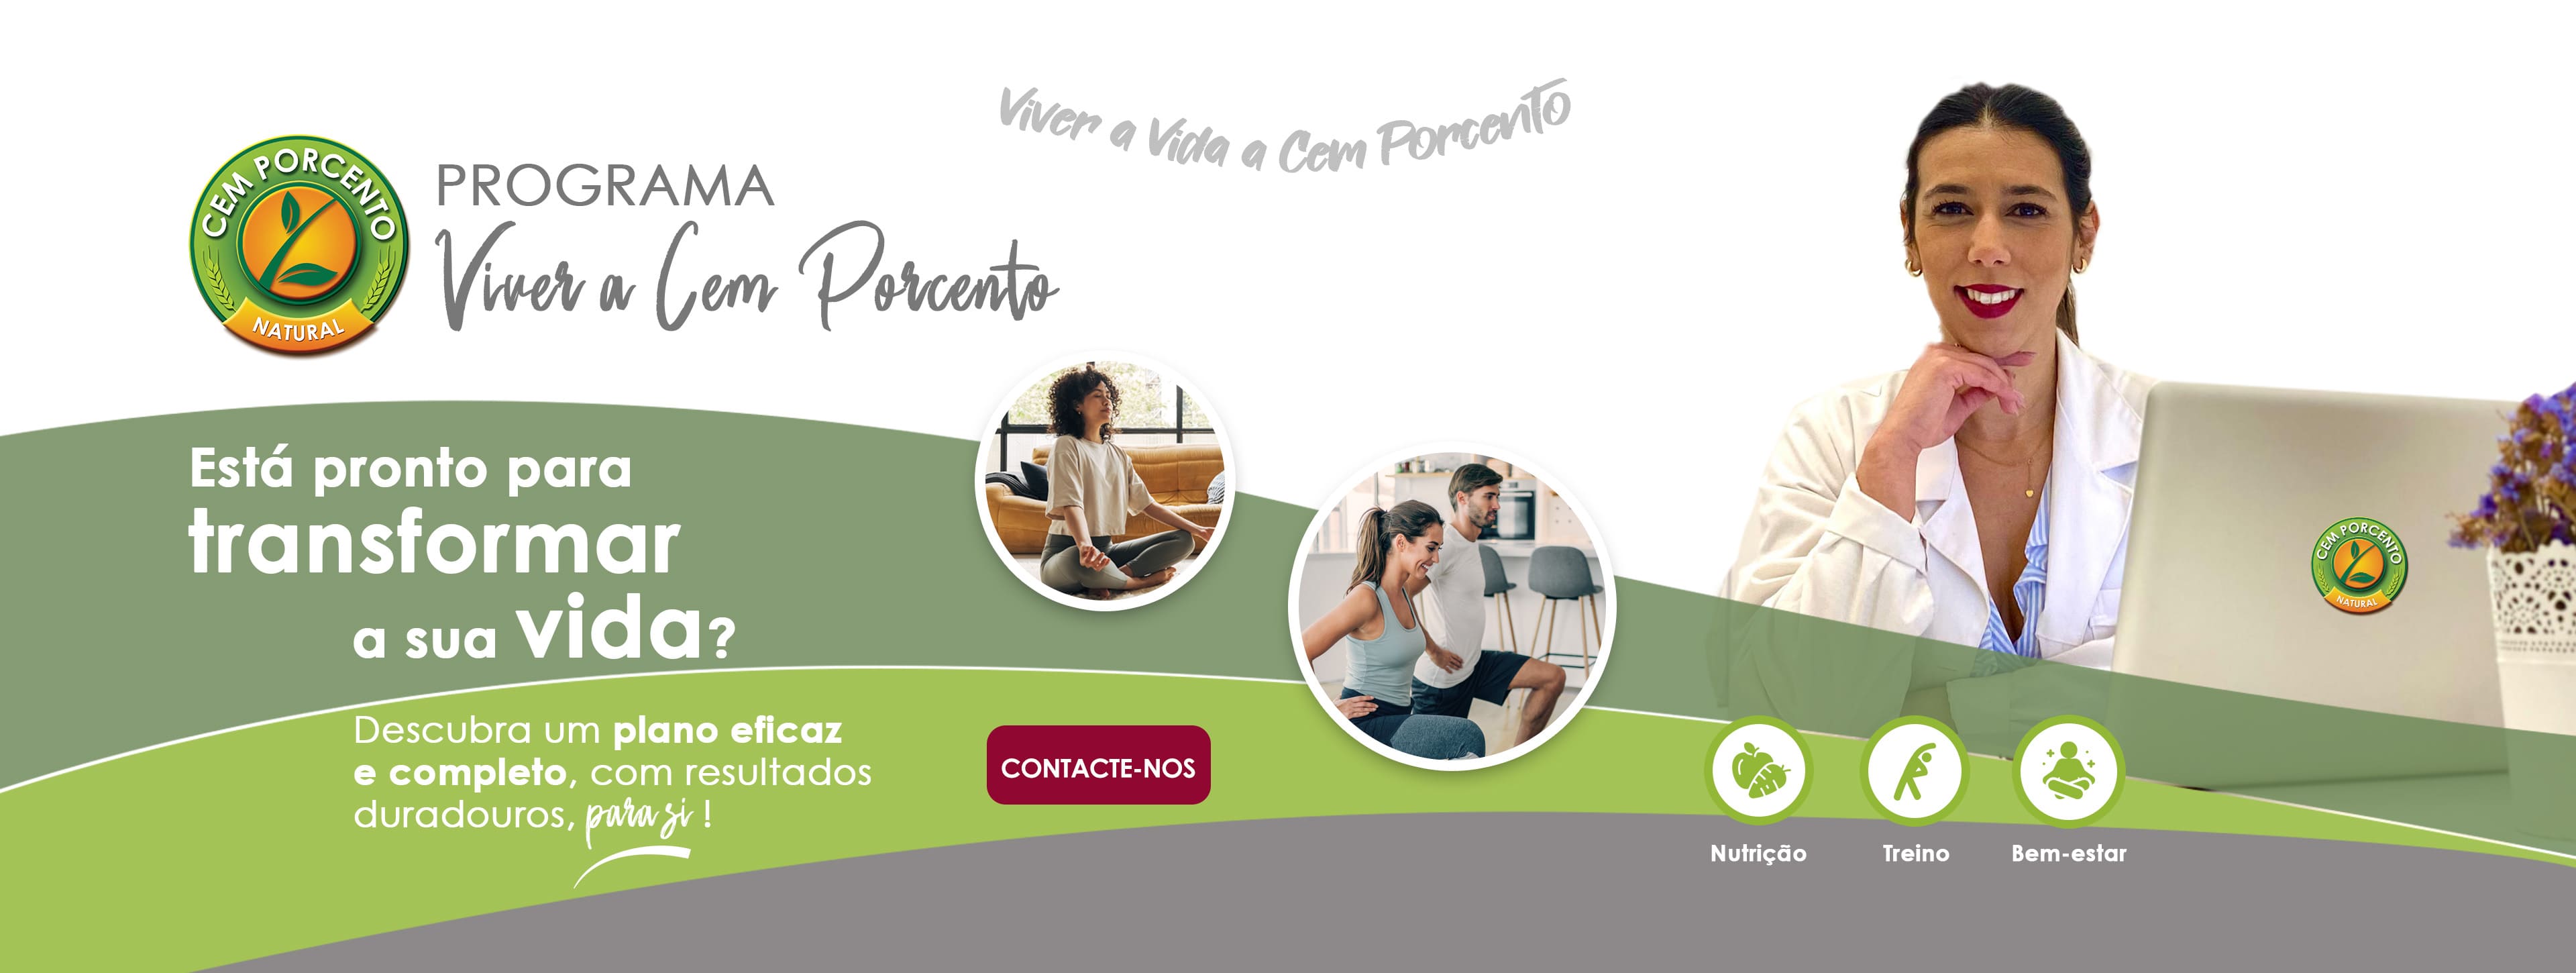 Viver a Vida a Cem Porcento
CEM PORCENTO
NATURAL
PROGRAMA
Viver a Cem Porcento
Está pronto para
transformar
a sua vida?
Descubra um plano eficaz
e completo, com resultados
duradouros, para si !
CONTACTE-NOS
CEM PORCENTO
NATURAL
Nutrição
Treino
Bem-estar